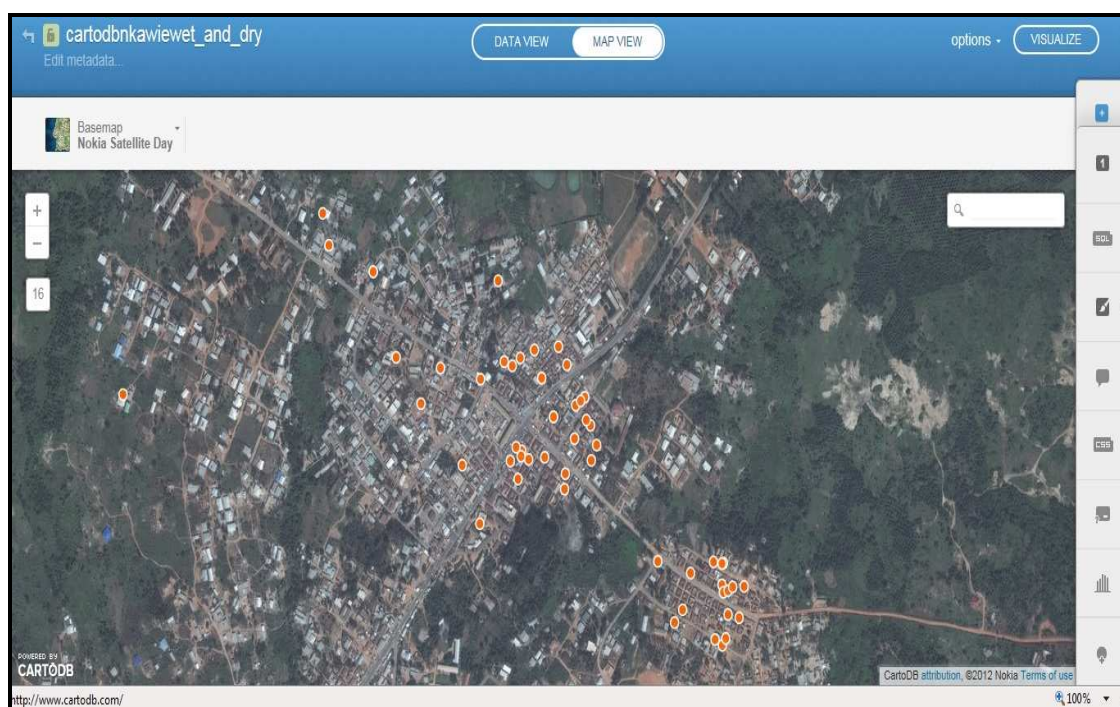 cartodbnkawiewet_and_dry
Edit metadata...
DATA VIEW
MAP VIEW
options
VISUALIZE
Basemap
Nokia Satellite Day
+
−
16
1
SQL
CSS
POWERED BY
CARTODB
CartoDB attribution, ©2012 Nokia Terms of use
http://www.cartodb.com/
100%